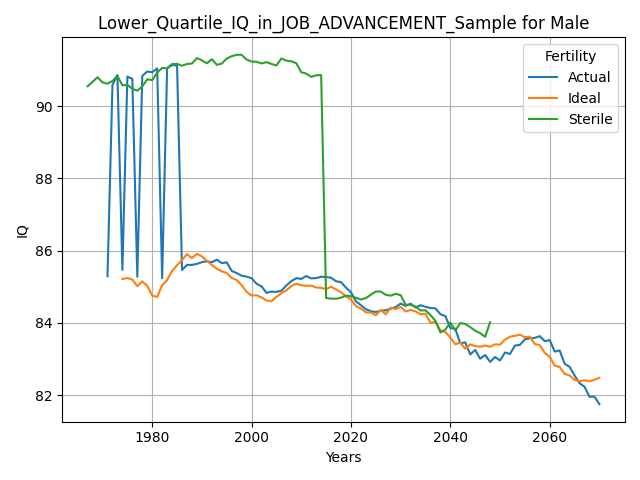 Lower_Quartile_IQ_in_JOB_ADVANCEMENT_Sample for Male
Fertility
Actual
Ideal
Sterile
IQ
90
88
86
84
82
1980
2000
2020
2040
2060
Years